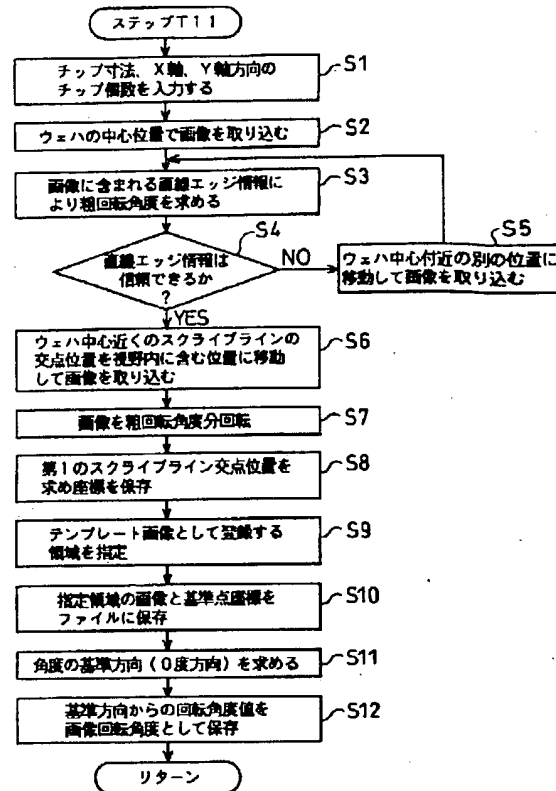 ステップT11
チップ寸法、X軸、Y軸方向の
チップ個数を入力する
S1
ウェハの中心位置で画像を取り込む
S2
画像に含まれる直線エッジ情報に
より粗回転角度を求める
S3
直線エッジ情報は
信頼できるか
?
S4
NO
YES
ウェハ中心付近の別の位置に
移動して画像を取り込む
S5
ウェハ中心近くのスクライブラインの
交点位置を視野内に含む位置に移動
して画像を取り込む
S6
画像を粗回転角度分回転
S7
第1のスクライブライン交点位置を
求め座標を保存
S8
テンプレート画像として登録する
領域を指定
S9
指定領域の画像と基準点座標を
ファイルに保存
S10
角度の基準方向(0度方向)を求める
S11
基準方向からの回転角度値を
画像回転角度として保存
S12
リターン